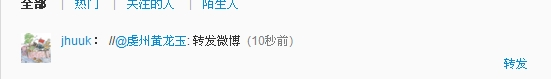 全部 | 热门 | 关注的人 | 陌生人
jhuuk： //@虔州黄龙玉: 转发微博 (10秒前)
转发